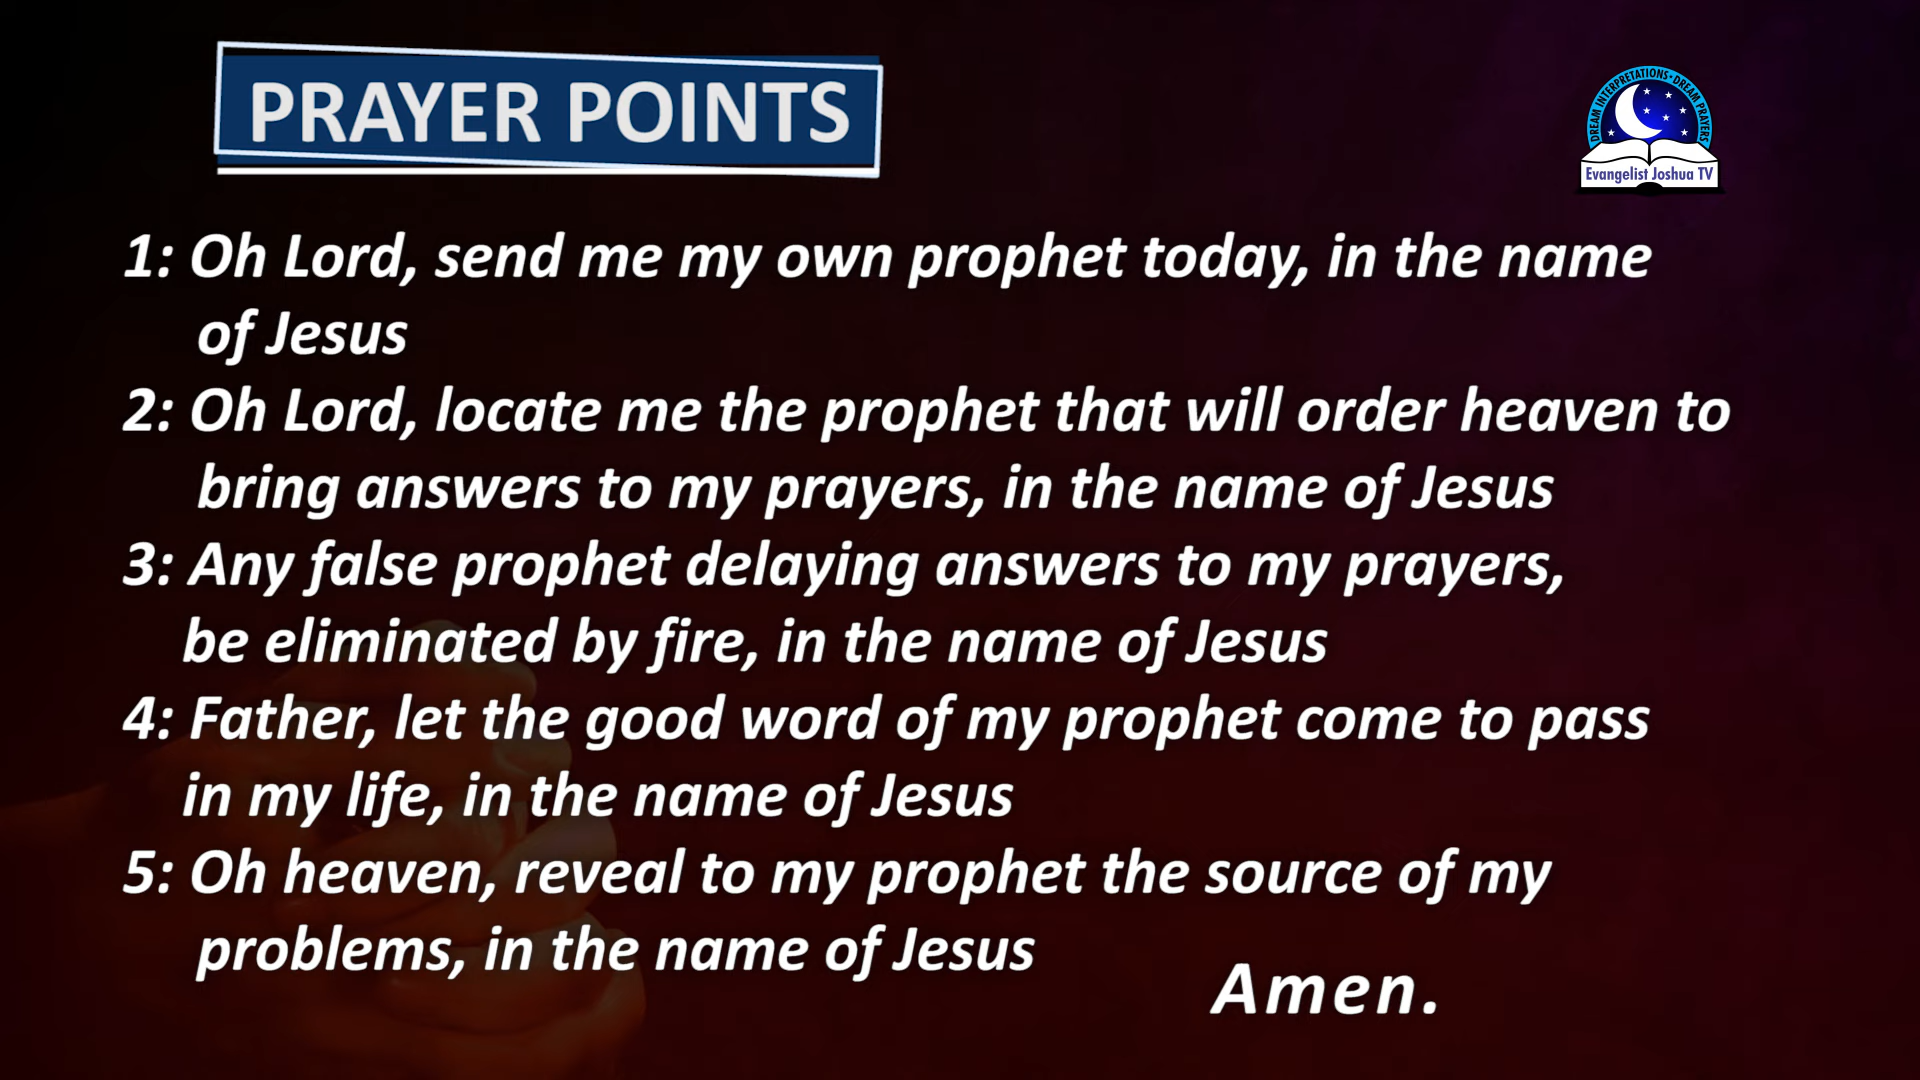 PRAYER POINTS
DREAM INTERPRETATIONS • DREAM PRAYERS
Evangelist Joshua TV
1: Oh Lord, send me my own prophet today, in the name
of Jesus
2: Oh Lord, locate me the prophet that will order heaven to
bring answers to my prayers, in the name of Jesus
3: Any false prophet delaying answers to my prayers,
be eliminated by fire, in the name of Jesus
4: Father, let the good word of my prophet come to pass
in my life, in the name of Jesus
5: Oh heaven, reveal to my prophet the source of my
problems, in the name of Jesus
Amen.